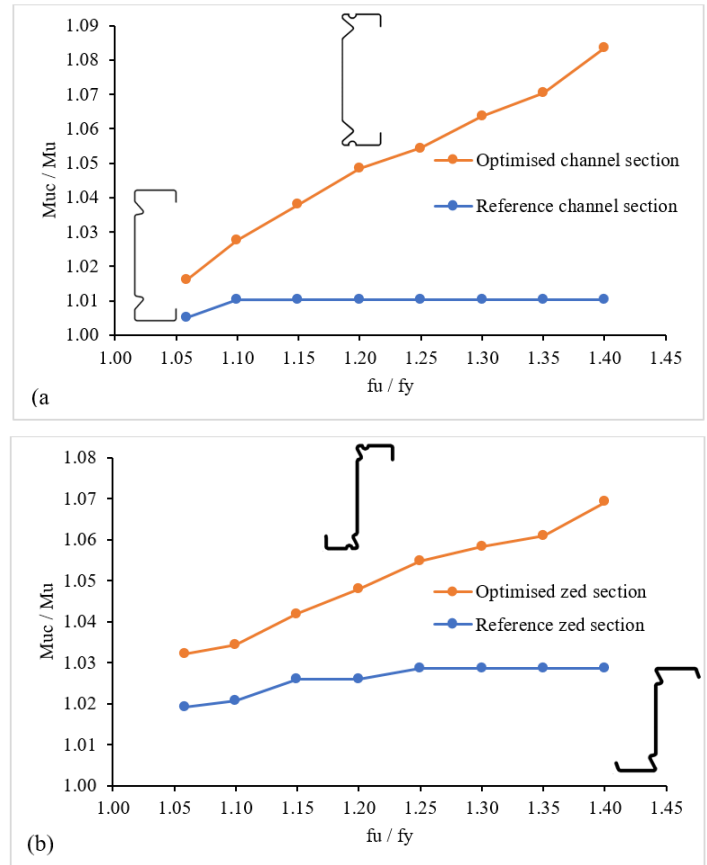 1.09
1.08
1.07
1.06
1.05
1.04
1.03
1.02
1.01
1.00
Muc / Mu
Optimised channel section
Reference channel section
1.00 1.05 1.10 1.15 1.20 1.25 1.30 1.35 1.40 1.45
fu / fy
(a
1.08
1.07
1.06
1.05
1.04
1.03
1.02
1.01
1.00
Muc / Mu
Optimised zed section
Reference zed section
1.00 1.05 1.10 1.15 1.20 1.25 1.30 1.35 1.40 1.45
fu / fy
(b)